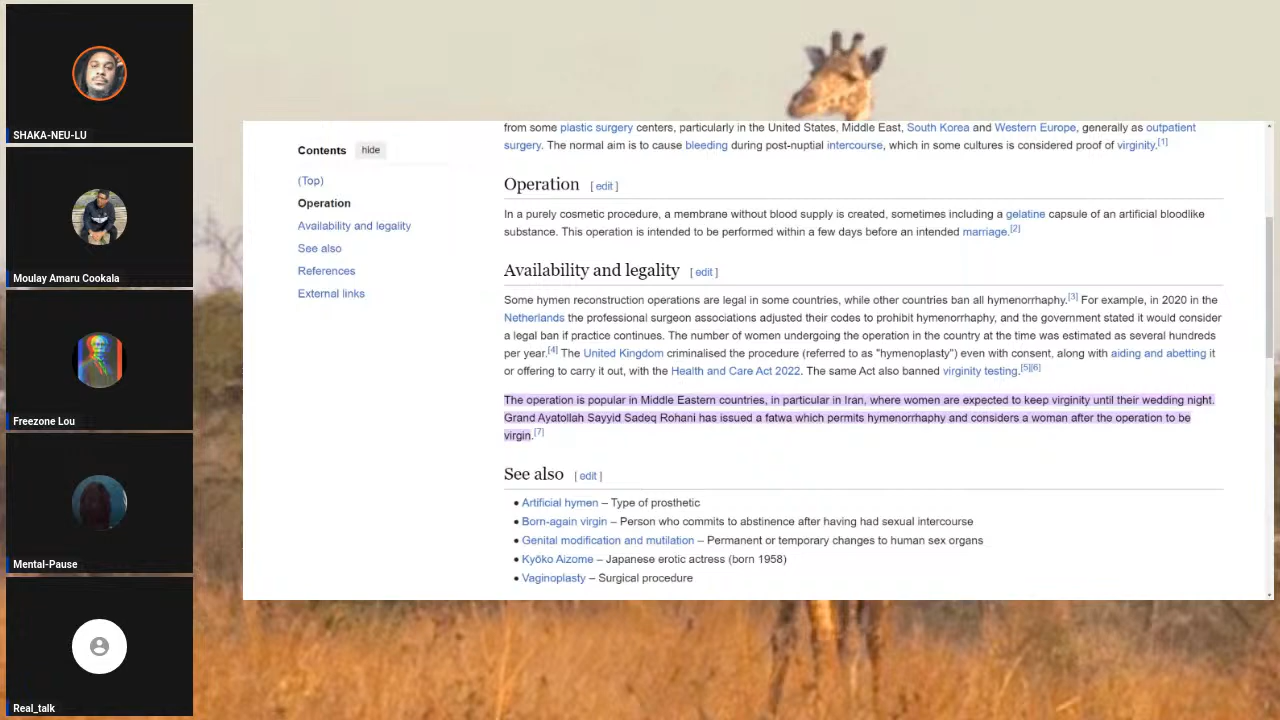 SHAKA-NEU-LU
Moulay Amaru Cookala
Freezone Lou
Mental-Pause
Real_talk
Contents hide
(Top)
Operation
Availability and legality
See also
References
External links
from some plastic surgery centers, particularly in the United States, Middle East, South Korea and Western Europe, generally as outpatient
surgery. The normal aim is to cause bleeding during post-nuptial intercourse, which in some cultures is considered proof of virginity.[1]
Operation [ edit ]
In a purely cosmetic procedure, a membrane without blood supply is created, sometimes including a gelatine capsule of an artificial bloodlike
substance. This operation is intended to be performed within a few days before an intended marriage.[2]
Availability and legality [ edit ]
Some hymen reconstruction operations are legal in some countries, while other countries ban all hymenorrhaphy.[3] For example, in 2020 in the
Netherlands the professional surgeon associations adjusted their codes to prohibit hymenorrhaphy, and the government stated it would consider
a legal ban if practice continues. The number of women undergoing the operation in the country at the time was estimated as several hundreds
per year.[4] The United Kingdom criminalised the procedure (referred to as "hymenoplasty") even with consent, along with aiding and abetting it
or offering to carry it out, with the Health and Care Act 2022. The same Act also banned virginity testing.[5][6]
The operation is popular in Middle Eastern countries, in particular in Iran, where women are expected to keep virginity until their wedding night.
Grand Ayatollah Sayyid Sadeq Rohani has issued a fatwa which permits hymenorrhaphy and considers a woman after the operation to be
virgin.[7]
See also [ edit ]
• Artificial hymen – Type of prosthetic
• Born-again virgin – Person who commits to abstinence after having had sexual intercourse
• Genital modification and mutilation – Permanent or temporary changes to human sex organs
• Kyōko Aizome – Japanese erotic actress (born 1958)
• Vaginoplasty – Surgical procedure